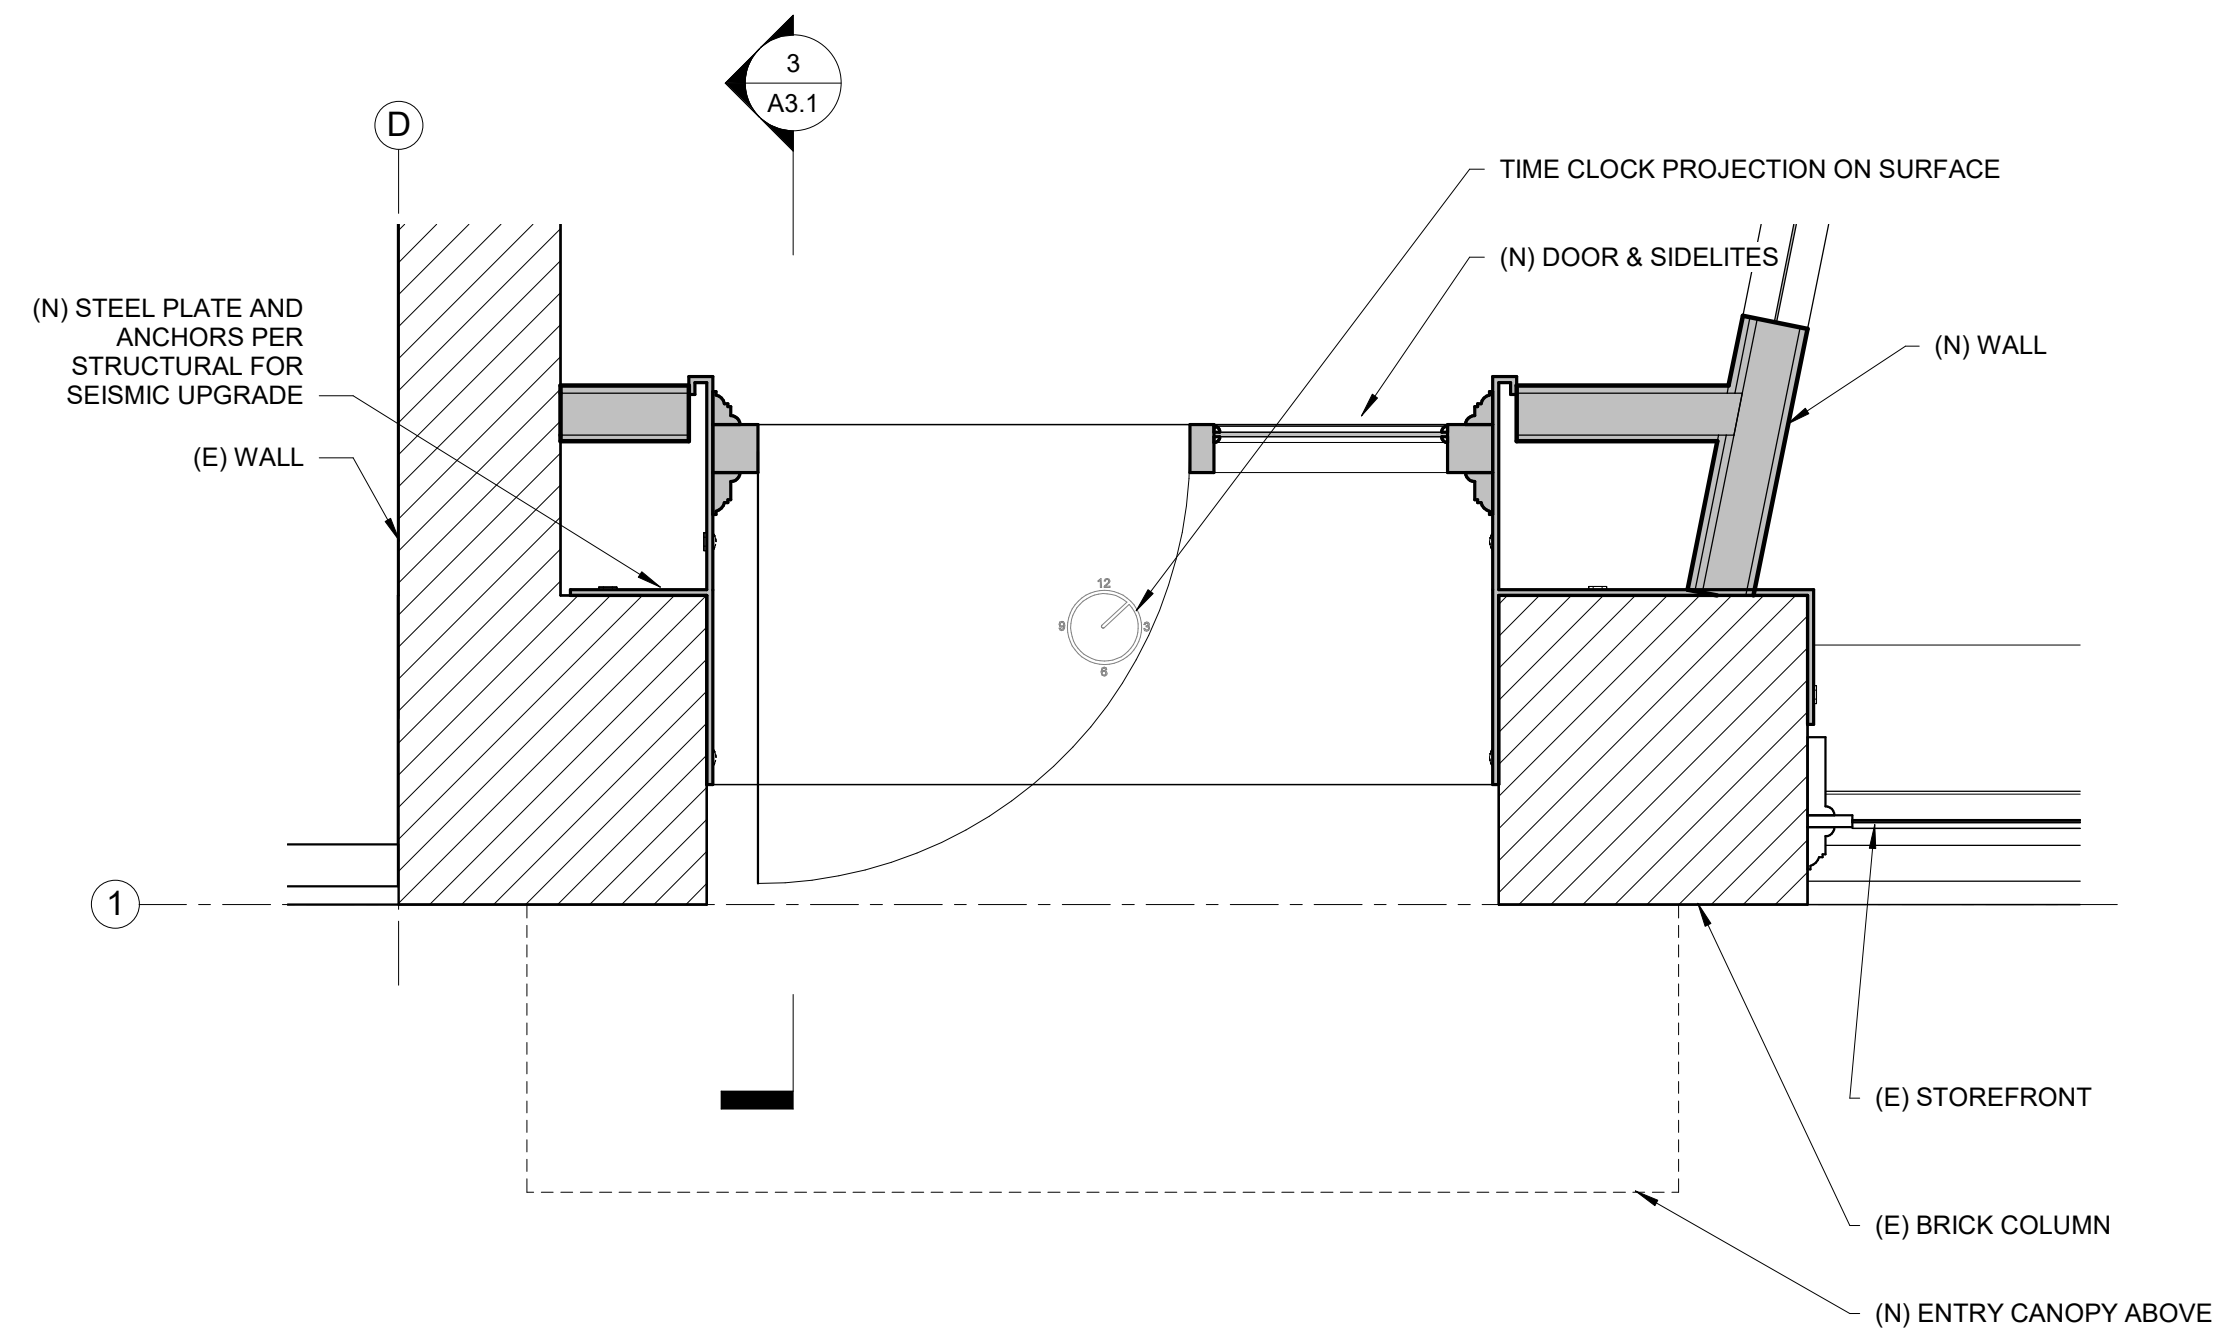 3
A3.1
D
TIME CLOCK PROJECTION ON SURFACE
(N) DOOR & SIDELITES
(N) STEEL PLATE AND
ANCHORS PER
STRUCTURAL FOR
SEISMIC UPGRADE
(N) WALL
(E) WALL
12
9
3
6
1
(E) STOREFRONT
(E) BRICK COLUMN
(N) ENTRY CANOPY ABOVE